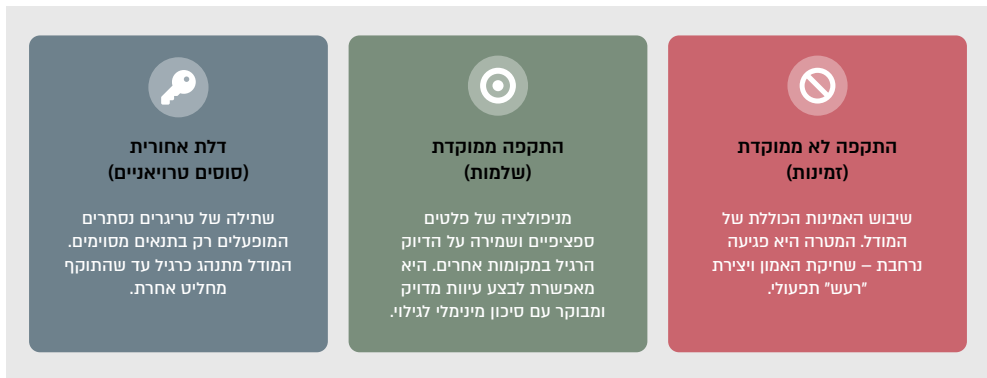 התקפה לא ממוקדת
(זמינות)
שיבוש האמינות הכוללת של
המודל. המטרה היא פגיעה
נרחבת – שחיקת האמון ויצירת
"רעש" תפעולי.
התקפה ממוקדת
(שלמות)
מניפולציה של פלטים
ספציפיים ושמירה על הדיוק
הרגיל במקומות אחרים. היא
מאפשרת לבצע עיוות מדויק
ומבוקר עם סיכון מינימלי לגילוי.
דלת אחורית
(סוסים טרויאניים)
שתילה של טריגרים נסתרים
המופעלים רק בתנאים מסוימים.
המודל מתנהג כרגיל עד שהתוקף
מחליט אחרת.